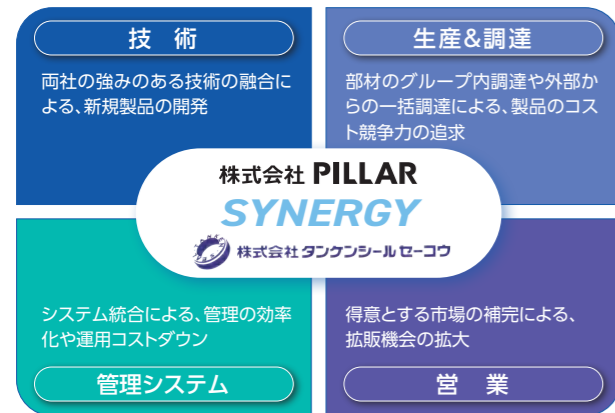 技術
両社の強みのある技術の融合に
よる、新規製品の開発
生産&調達
部材のグループ内調達や外部か
らの一括調達による、製品のコス
ト競争力の追求
株式会社 PILLAR
SYNERGY
株式会社タンケンシールセーコウ
システム統合による、管理の効率
化や運用コストダウン
管理システム
得意とする市場の補完による、
拡販機会の拡大
営業